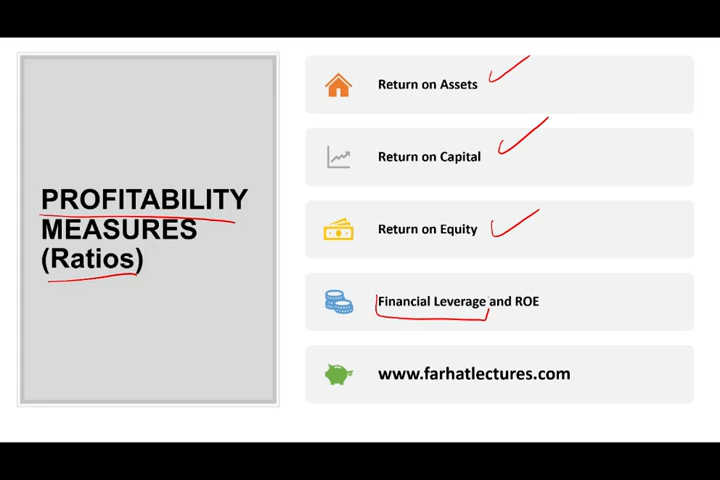 PROFITABILITY
MEASURES
(Ratios)
Return on Assets
Return on Capital
Return on Equity
Financial Leverage and ROE
www.farhatlectures.com